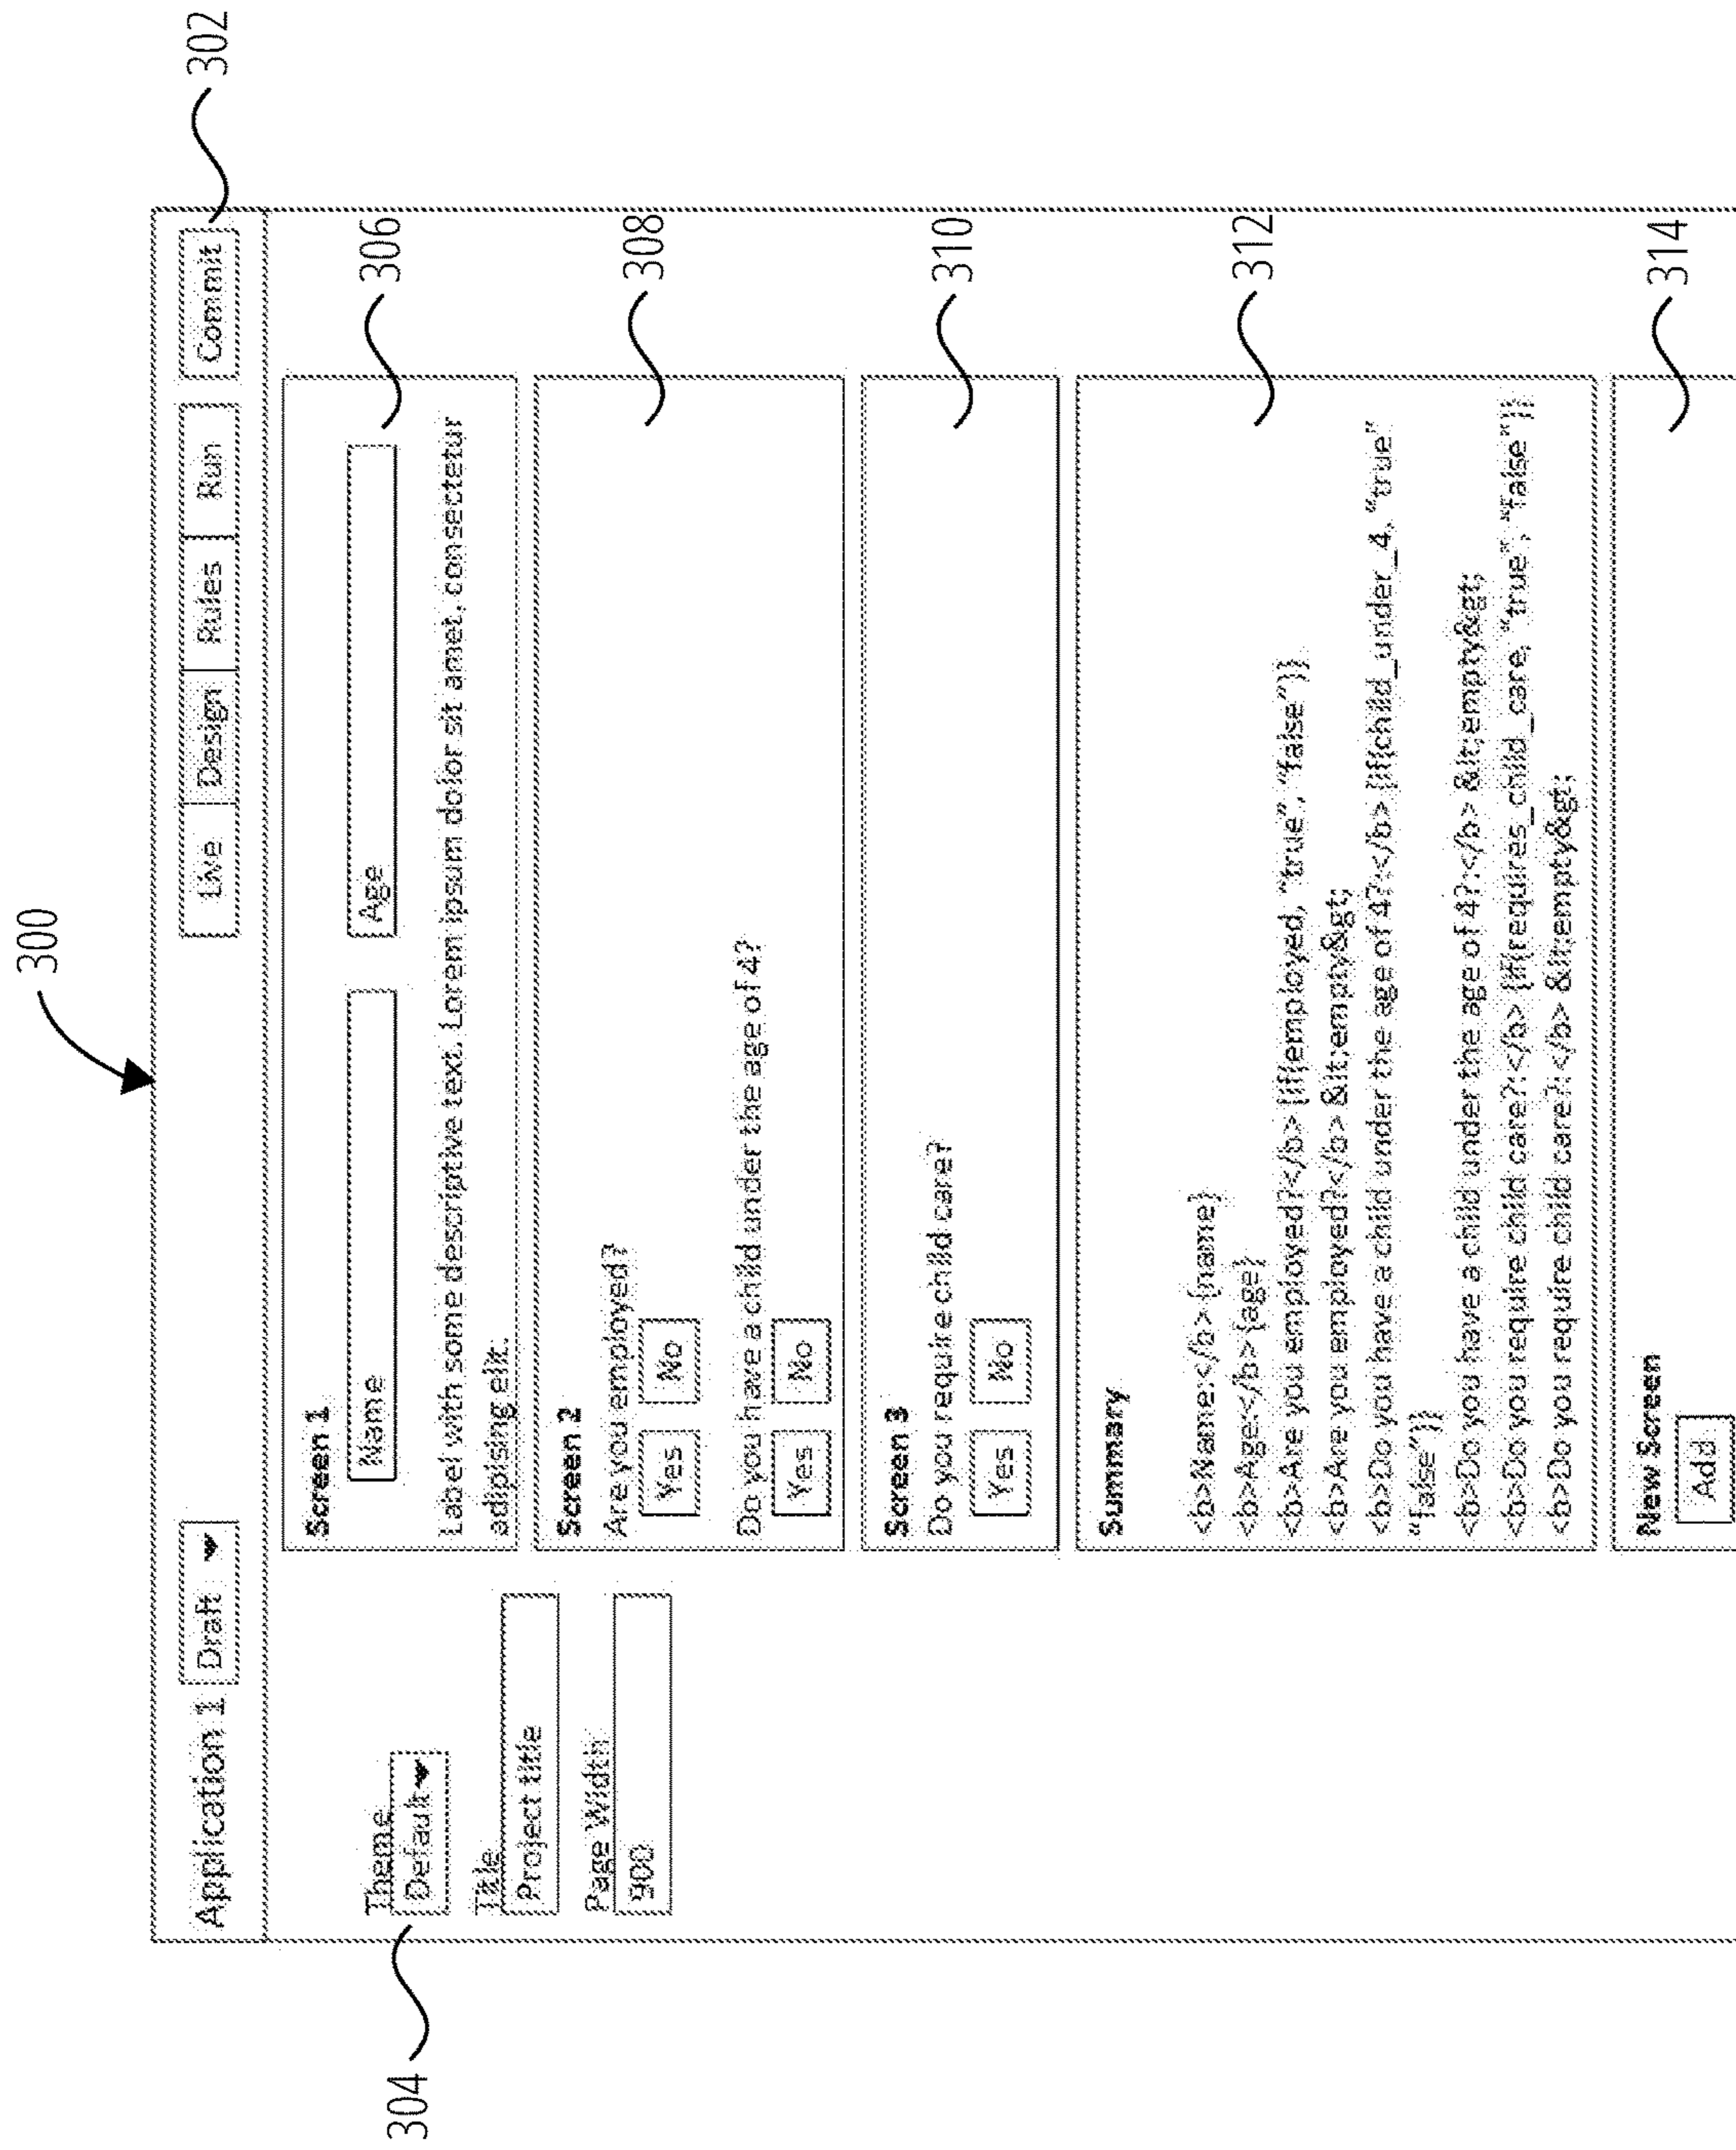 300
302
Application 1 Draft Live Design Rules Run Commit
304
Theme
Default
Title
Project title
Page Width
900
306
Screen 1
Name Age
Label with some descriptive text. Lorem ipsum dolor sit amet, consectetur
adipising elit.
308
Screen 2
Are you employed?
Yes No
Do you have a child under the age of 4?
Yes No
310
Screen 3
Do you require child care?
Yes No
312
Summary
<b>Name:</b> {name}
<b>Age:</b> {age}
<b>Are you employed?</b> {if(employed, "true", "false")}
<b>Are you employed?</b> &lt;empty&gt;
<b>Do you have a child under the age of 4?:</b> {if(child_under_4, "true"
"false")}
<b>Do you have a child under the age of 4?:</b> &lt;empty&gt;
<b>Do you require child care?:</b> {if(requires_child_care, "true", "false")}
<b>Do you require child care?:</b> &lt;empty&gt;
314
New Screen
Add